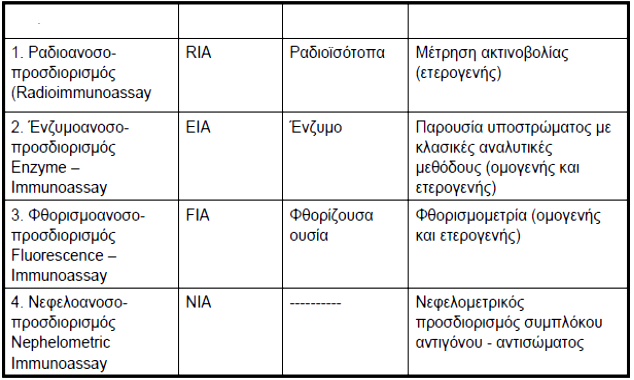 1. Ραδιοανοσο-
προσδιορισμός
(Radioimmunoassay
RIA
Ραδιοϊσότοπα
Μέτρηση ακτινοβολίας
(ετερογενής)
2. Ένζυμοανοσο-
προσδιορισμός
Enzyme –
Immunoassay
EIA
Ένζυμο
Παρουσία υποστρώματος με
κλασικές αναλυτικές
μεθόδους (ομογενής και
ετερογενής)
3. Φθορισμοανοσο-
προσδιορισμός
Fluorescence –
Immunoassay
FIA
Φθορίζουσα
ουσία
Φθορισμομετρία (ομογενής
και ετερογενής)
4. Νεφελοανοσο-
προσδιορισμός
Nephelometric
Immunoassay
NIA
----------
Νεφελομετρικός
προσδιορισμός συμπλόκου
αντιγόνου - αντισώματος